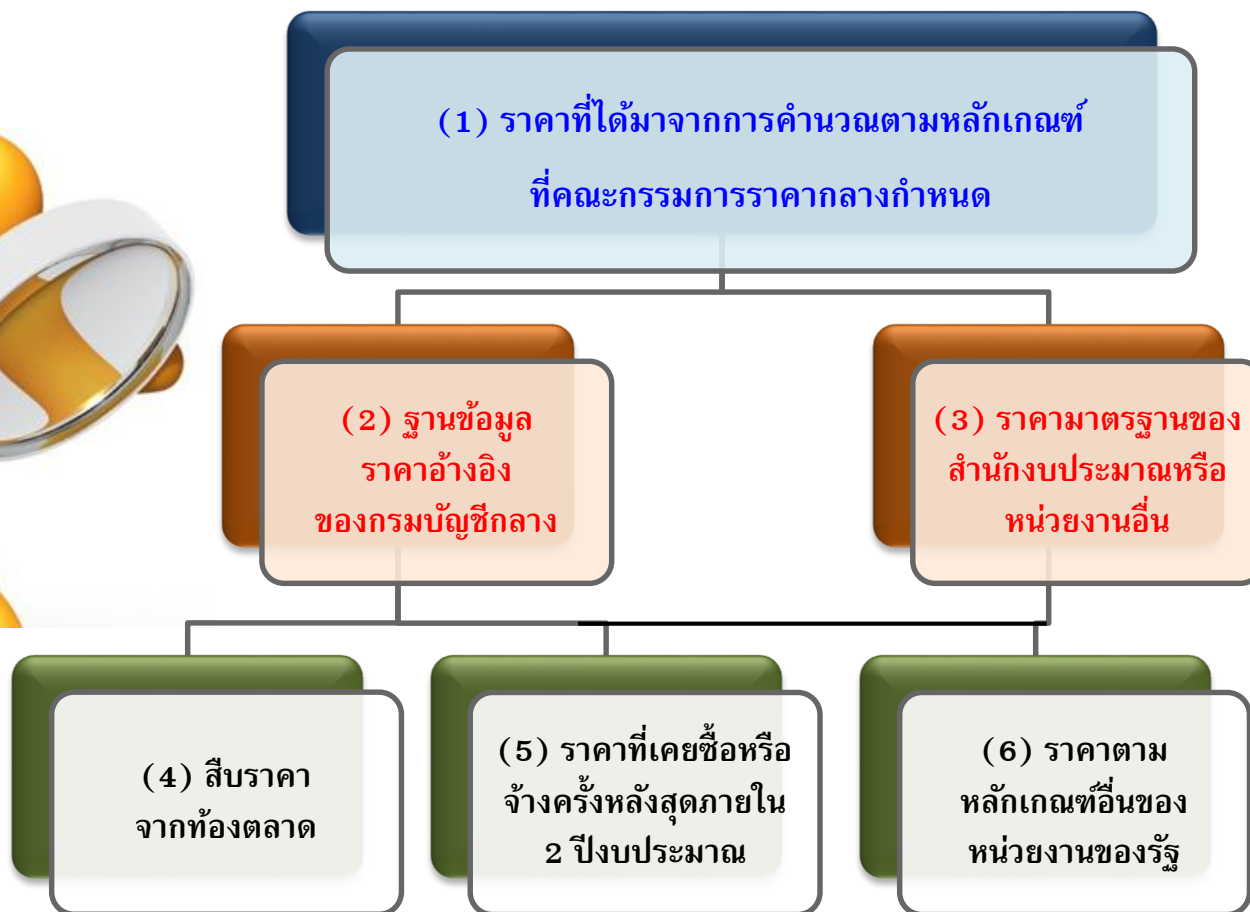 (1) ราคาที่ได้มาจากการคำนวณตามหลักเกณฑ์
ที่คณะกรรมการราคากลางกำหนด
(2) ฐานข้อมูล
ราคาอ้างอิง
ของกรมบัญชีกลาง
(3) ราคามาตรฐานของ
สำนักงบประมาณหรือ
หน่วยงานอื่น
(4) สืบราคา
จากท้องตลาด
(5) ราคาที่เคยซื้อหรือ
จ้างครั้งหลังสุดภายใน
2 ปีงบประมาณ
(6) ราคาตาม
หลักเกณฑ์อื่นของ
หน่วยงานของรัฐ